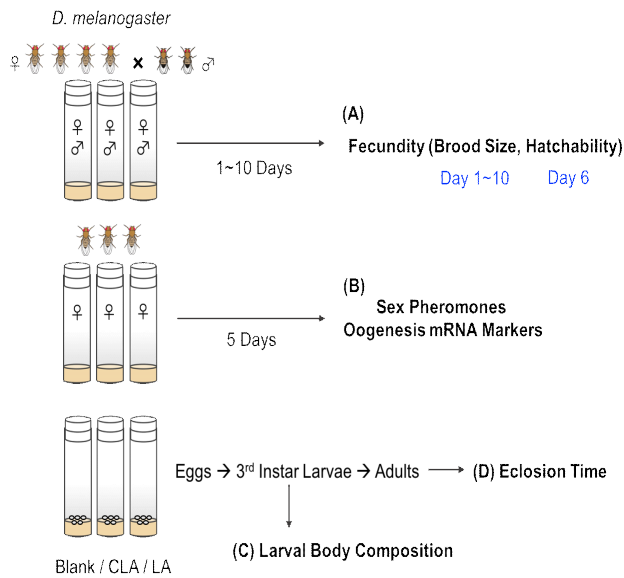 D. melanogaster
♀ × ♂
♀ ♀ ♀
♂ ♂ ♂
1~10 Days
(A)
Fecundity (Brood Size, Hatchability)
Day 1~10 Day 6
♀ ♀ ♀
5 Days
(B)
Sex Pheromones
Oogenesis mRNA Markers
Eggs → 3rd Instar Larvae → Adults
(D) Eclosion Time
(C) Larval Body Composition
Blank / CLA / LA